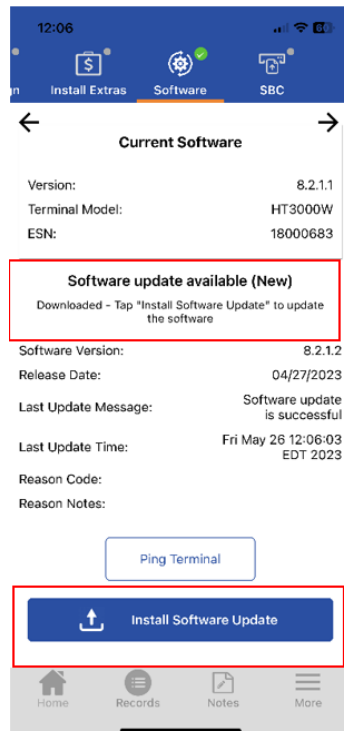 12:06
60
n Install Extras Software SBC
Current Software
Version: 8.2.1.1
Terminal Model: HT3000W
ESN: 18000683
Software update available (New)
Downloaded - Tap "Install Software Update" to update
the software
Software Version: 8.2.1.2
Release Date: 04/27/2023
Last Update Message: Software update
is successful
Last Update Time: Fri May 26 12:06:03
EDT 2023
Reason Code:
Reason Notes:
Ping Terminal
Install Software Update
Home Records Notes More